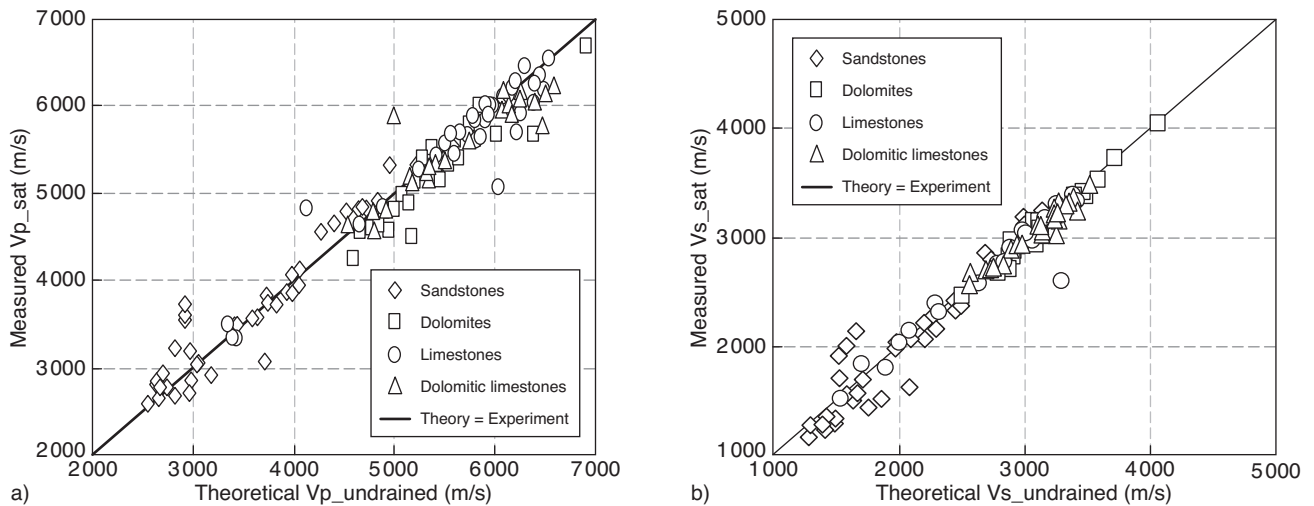 7000
6000
5000
4000
3000
2000
Measured Vp_sat (m/s)
Sandstones
Dolomites
Limestones
Dolomitic limestones
Theory = Experiment
2000 3000 4000 5000 6000 7000
a) Theoretical Vp_undrained (m/s)
5000
4000
3000
2000
1000
Measured Vs_sat (m/s)
Sandstones
Dolomites
Limestones
Dolomitic limestones
Theory = Experiment
1000 2000 3000 4000 5000
b) Theoretical Vs_undrained (m/s)